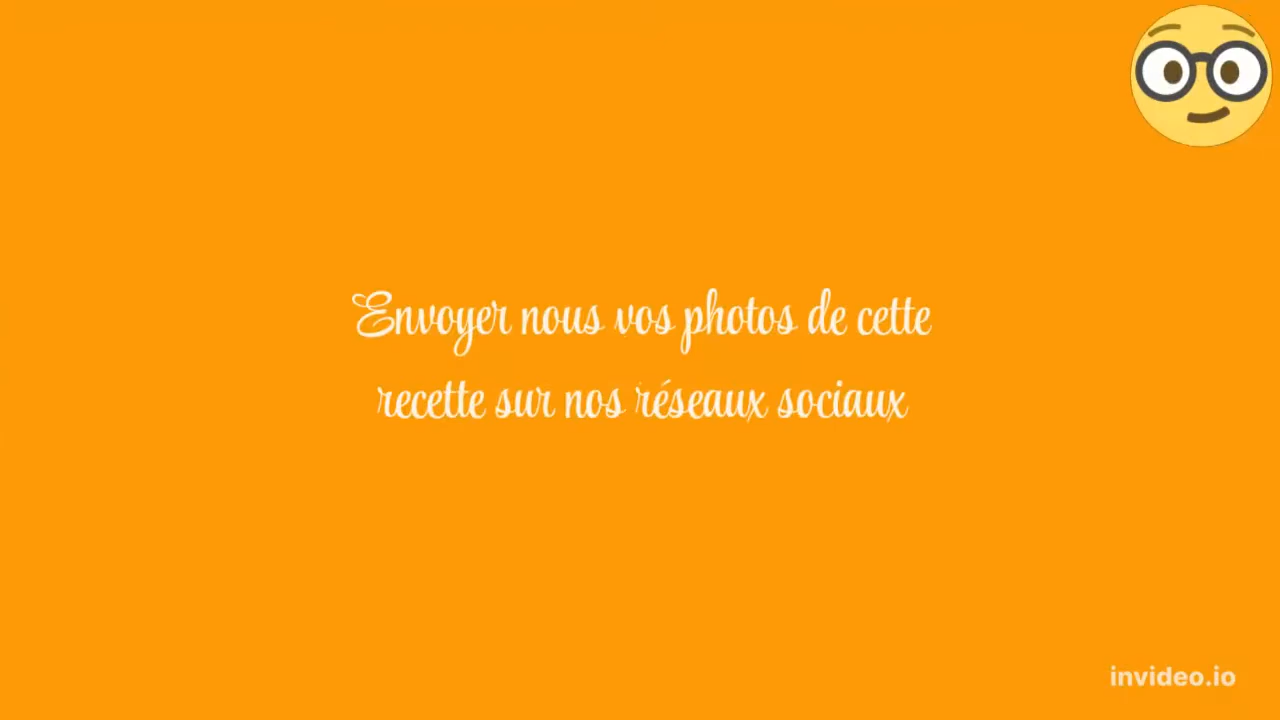 Envoyer nous vos photos de cette
recette sur nos réseaux sociaux
invideo.io